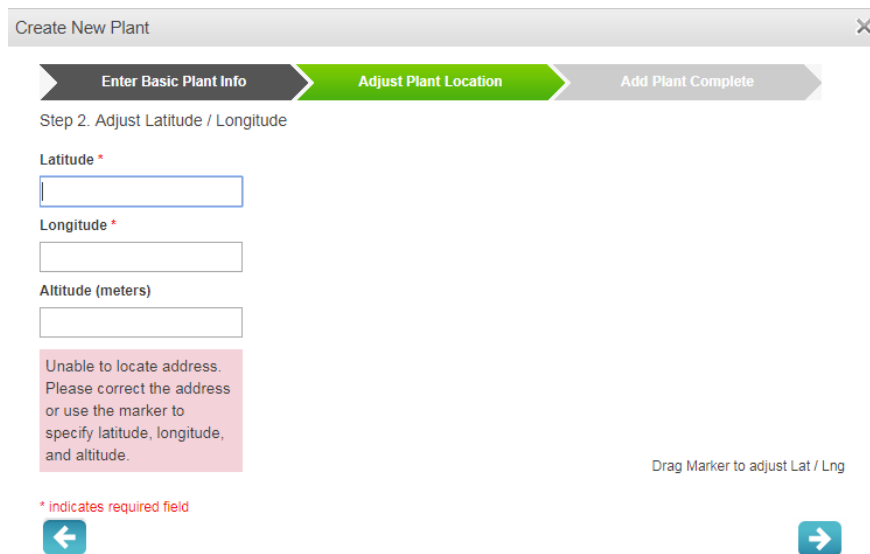 Create New Plant
Enter Basic Plant Info
Adjust Plant Location
Add Plant Complete
Step 2. Adjust Latitude / Longitude
Latitude *
Longitude *
Altitude (meters)
Unable to locate address.
Please correct the address
or use the marker to
specify latitude, longitude,
and altitude.
Drag Marker to adjust Lat / Lng
* indicates required field